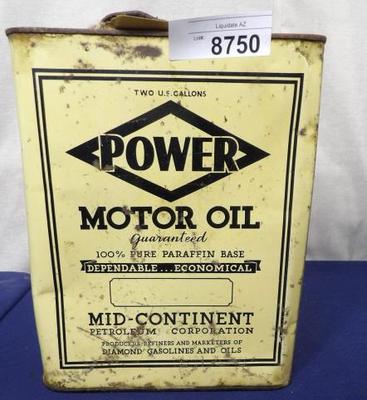 Liquidate AZ
Lot#: 8750
TWO U.S. GALLONS
POWER
MOTOR OIL
Guaranteed
100% PURE PARAFFIN BASE
DEPENDABLE...ECONOMICAL
MID-CONTINENT
PETROLEUM CORPORATION
PRODUCERS, REFINERS AND MARKETERS OF
DIAMOND GASOLINES AND OILS